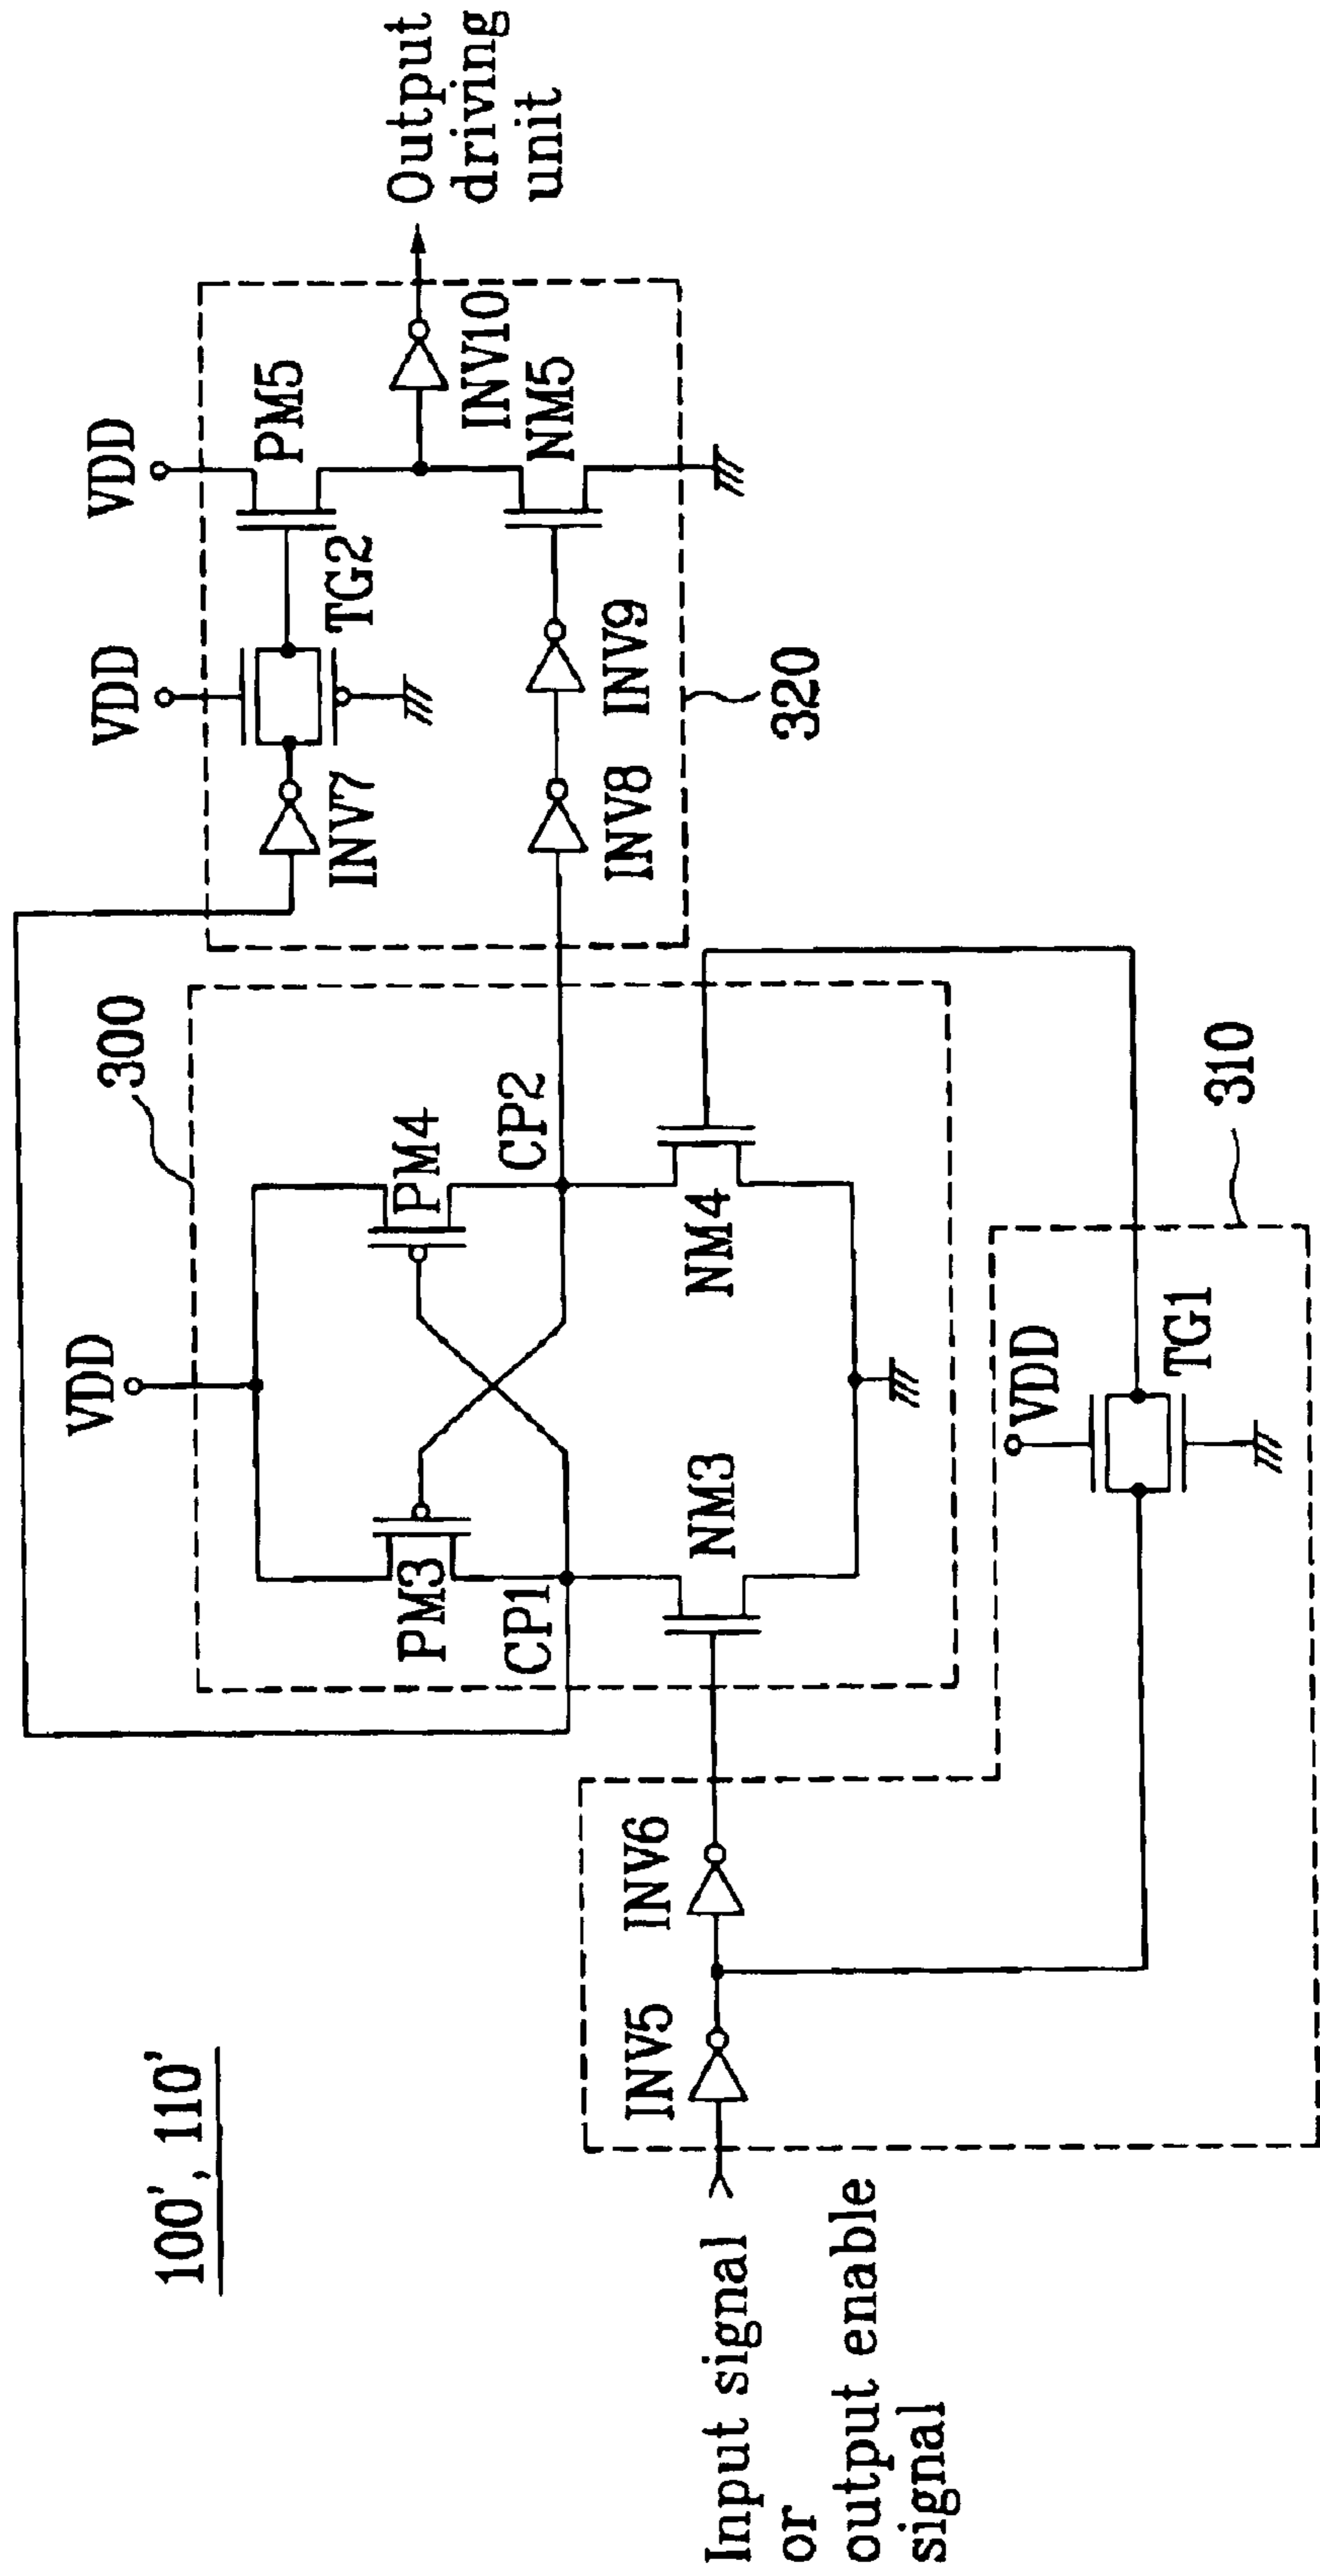 100', 110'
Input signal
or
output enable
signal
INV5
INV6
310
VDD
TG1
300
VDD
PM3
PM4
CP1
CP2
NM3
NM4
320
INV7
VDD
TG2
VDD
PM5
INV8
INV9
NM5
INV10
Output
driving
unit